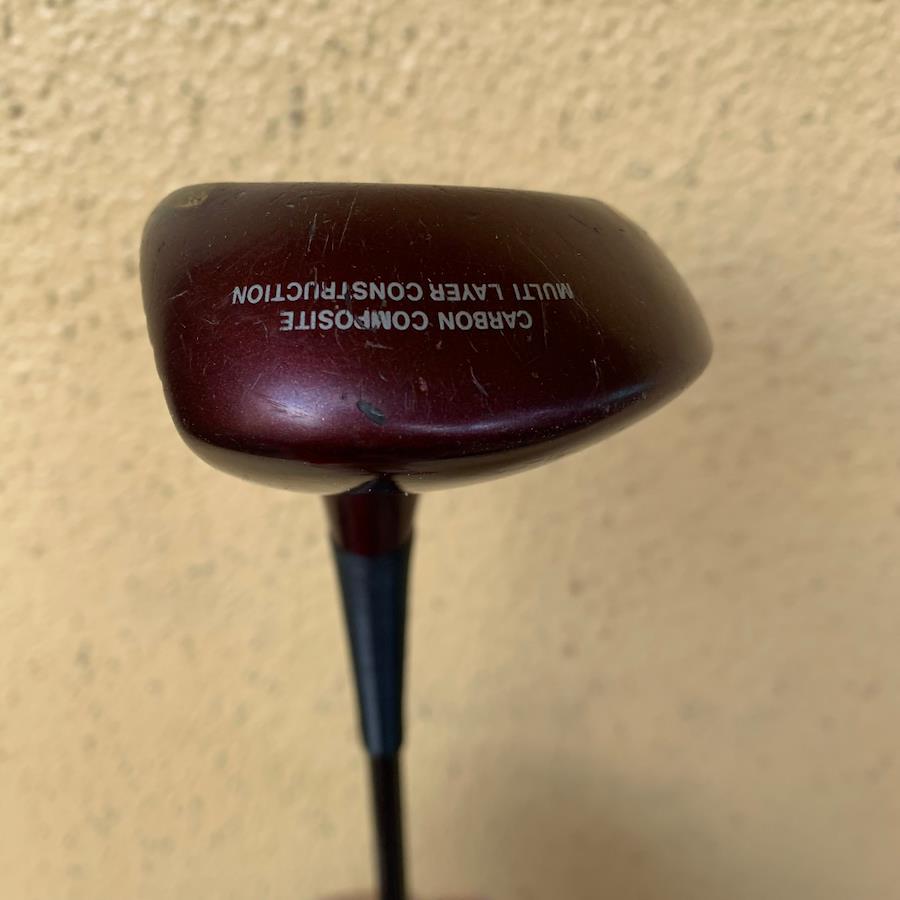 CARBON COMPOSITE
MULTI LAYER CONSTRUCTION